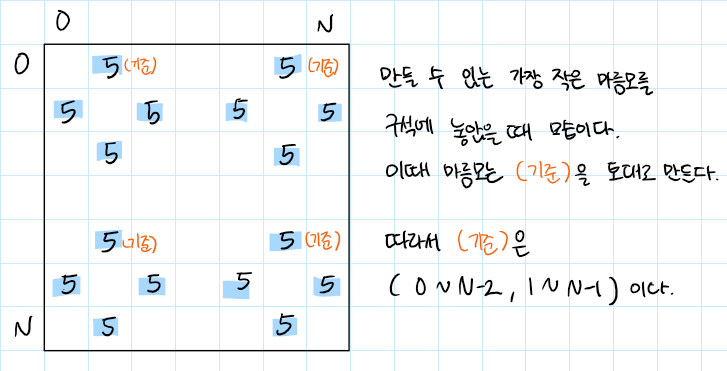 0 N
0 5 (기준) 5 (기준)
5 5 5 5
5 5
5 (기준) 5 (기준)
5 5 5 5
N 5 5
만들 수 있는 가장 작은 마름모를
구석에 놓았을 때 모습이다.
이때 마름모는 (기준)을 토대로 만든다.
따라서 (기준)은
( 0 ~ N-2 , 1 ~ N-1 ) 이다.